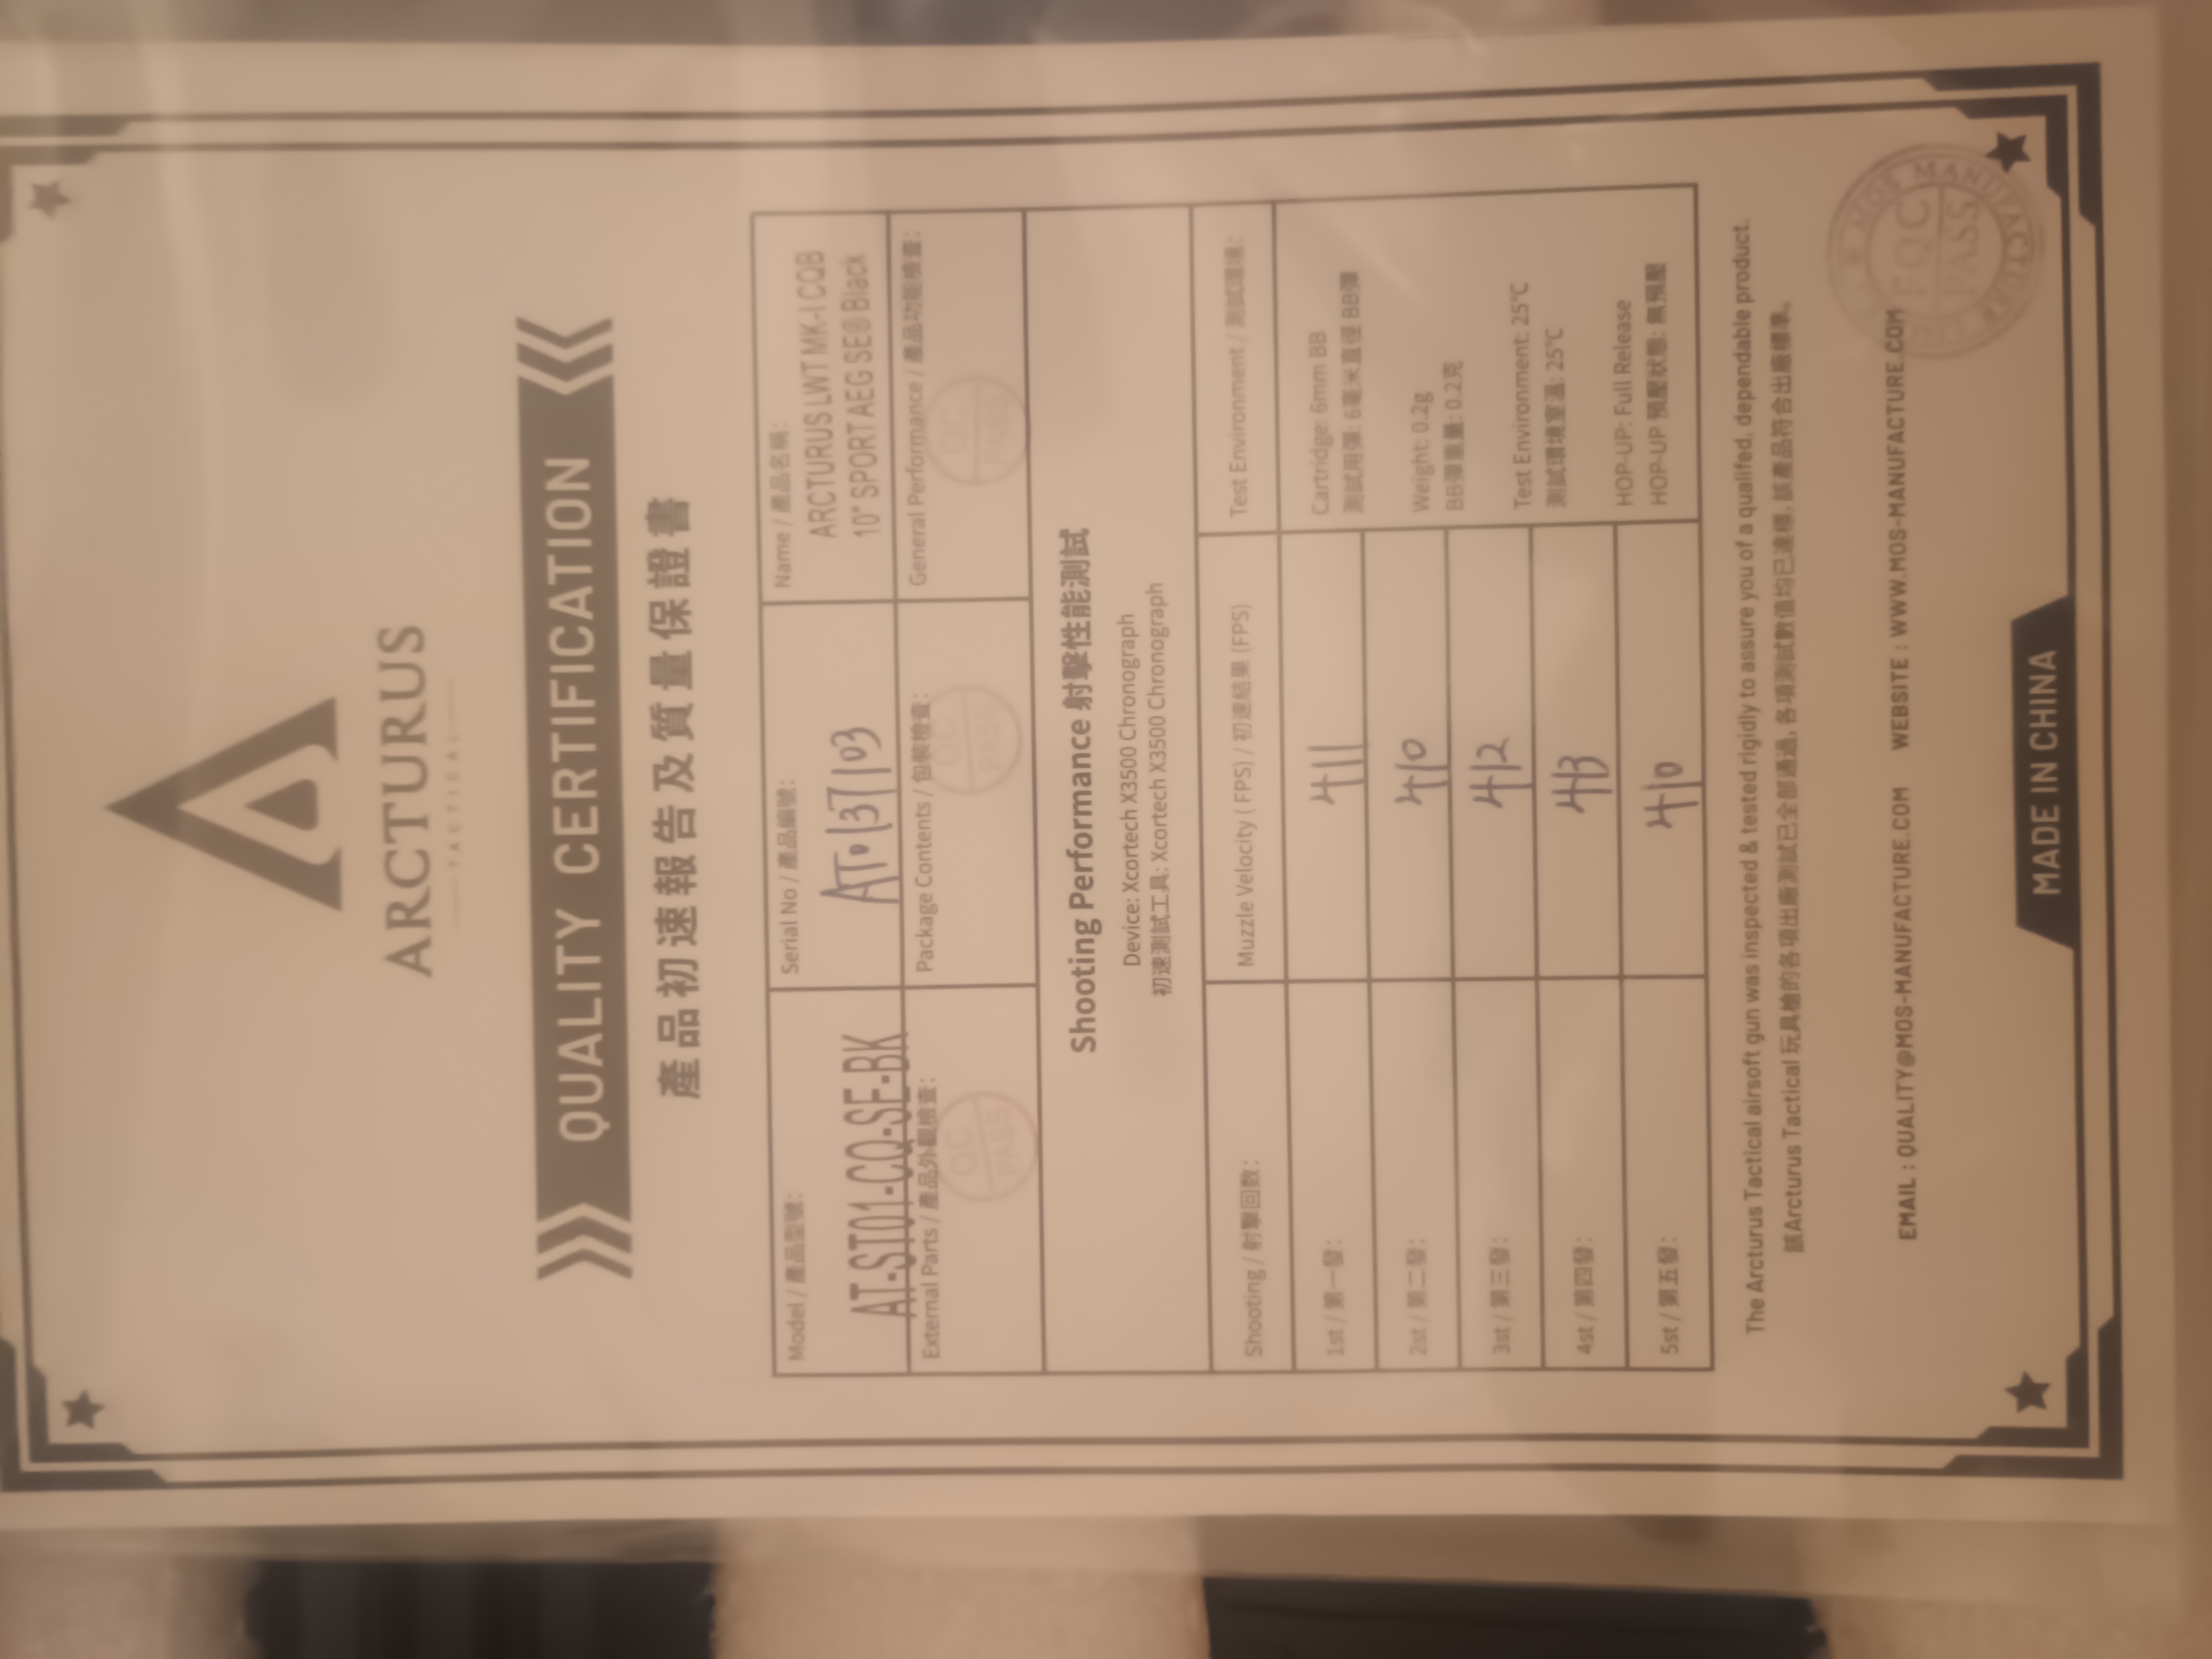 ARCTURUS
TACTICAL
QUALITY CERTIFICATION
產品初速報告及質量保證書
Model / 產品型號:
AT-ST01-CQ-SE-BK
Serial No / 產品編號:
AT0137103
Name / 產品名稱:
ARCTURUS LWT MK-I CQB
10" SPORT AEG SE® Black
External Parts / 產品外觀檢查:
QC
PASS
Package Contents / 包裝檢查:
QC
PASS
General Performance / 產品功能檢查:
QC
PASS
Shooting Performance 射擊性能測試
Device: Xcortech X3500 Chronograph
初速測試工具: Xcortech X3500 Chronograph
Shooting / 射擊回数:
Muzzle Velocity ( FPS) / 初速結果 (FPS)
Test Environment / 測試環境:
1st / 第一發:
411
2st / 第二發:
410
3st / 第三發:
412
4st / 第四發:
413
5st / 第五發:
410
Cartridge: 6mm BB
測試用彈: 6毫米直徑 BB彈
Weight: 0.2g
BB彈重量: 0.2克
Test Environment: 25℃
測試環境室溫: 25℃
HOP-UP: Full Release
HOP-UP 預壓狀態: 無預壓
The Arcturus Tactical airsoft gun was inspected & tested rigidly to assure you of a qualifed, dependable product.
該Arcturus Tactical 玩具槍的各項出廠測試已全部通過, 各項測試數值均已達標, 該產品符合出廠標準。
EMAIL : QUALITY@MOS-MANUFACTURE.COM WEBSITE : WWW.MOS-MANUFACTURE.COM
MOS MANUFASTURE
FQC
PASS
MADE IN CHINA